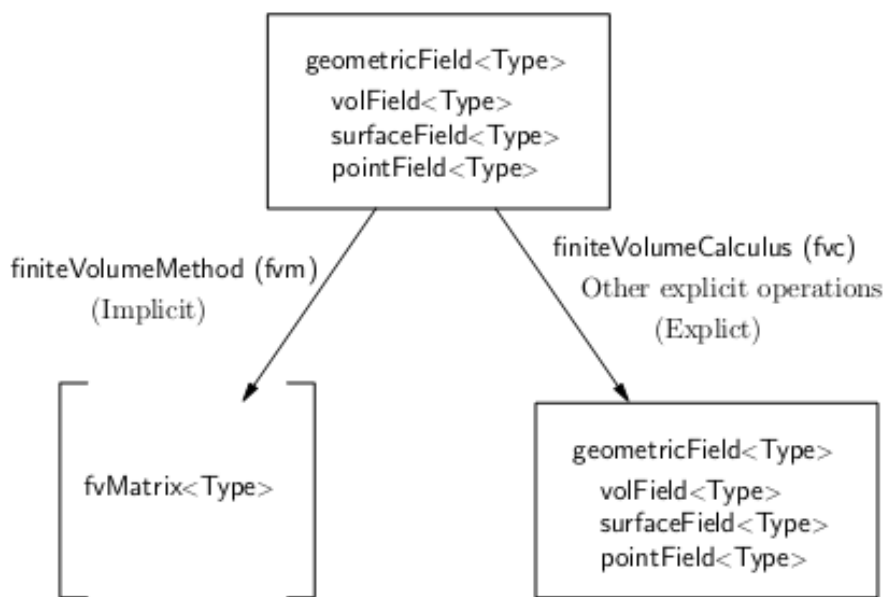 geometricField<Type>
volField<Type>
surfaceField<Type>
pointField<Type>
finiteVolumeMethod (fvm)
(Implicit)
finiteVolumeCalculus (fvc)
Other explicit operations
(Explict)
fvMatrix<Type>
geometricField<Type>
volField<Type>
surfaceField<Type>
pointField<Type>